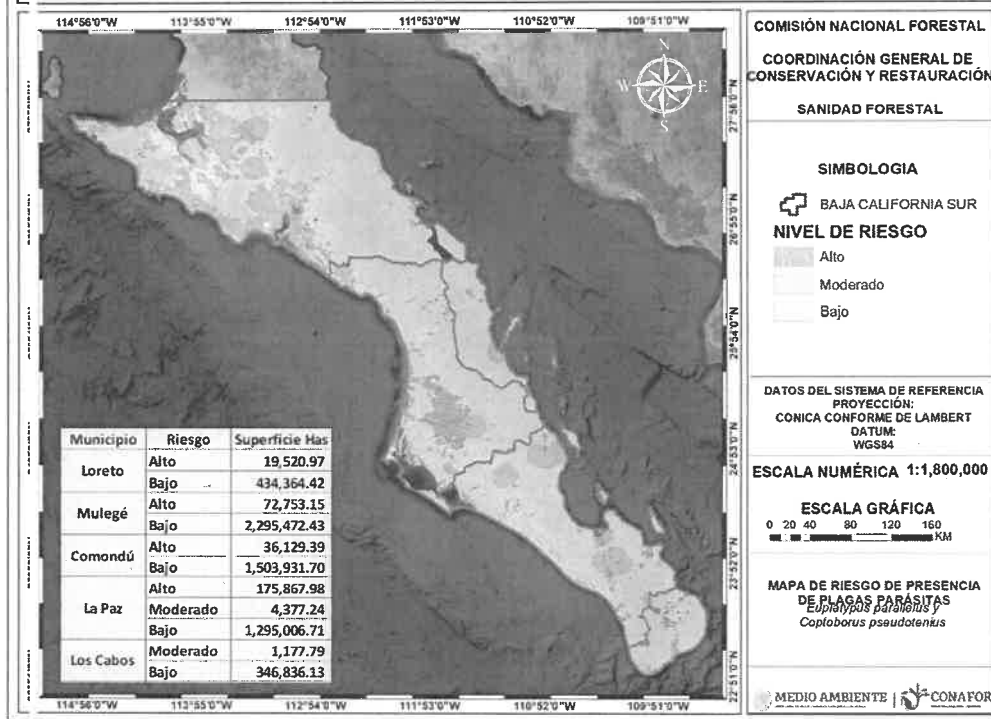 114°56'0"W 113°55'0"W 112°54'0"W 111°53'0"W 110°52'0"W 109°51'0"W
N
W E
S
27°56'0"N
26°55'0"N
25°54'0"N
24°53'0"N
23°52'0"N
22°51'0"N
Municipio Riesgo Superficie Has
Loreto Alto 19,520.97
Bajo 434,364.42
Mulegé Alto 72,753.15
Bajo 2,295,472.43
Comondú Alto 36,129.39
Bajo 1,503,931.70
La Paz Alto 175,867.98
Moderado 4,377.24
Bajo 1,295,006.71
Los Cabos Moderado 1,177.79
Bajo 346,836.13
114°56'0"W 113°55'0"W 112°54'0"W 111°53'0"W 110°52'0"W 109°51'0"W
COMISIÓN NACIONAL FORESTAL
COORDINACIÓN GENERAL DE
CONSERVACIÓN Y RESTAURACIÓN
SANIDAD FORESTAL
SIMBOLOGIA
BAJA CALIFORNIA SUR
NIVEL DE RIESGO
Alto
Moderado
Bajo
DATOS DEL SISTEMA DE REFERENCIA
PROYECCIÓN:
CONICA CONFORME DE LAMBERT
DATUM:
WGS84
ESCALA NUMÉRICA 1:1,800,000
ESCALA GRÁFICA
0 20 40 80 120 160
KM
MAPA DE RIESGO DE PRESENCIA
DE PLAGAS PARÁSITAS
Euplatypus parallelus y
Coptoborus pseudotenius
MEDIO AMBIENTE | CONAFOR